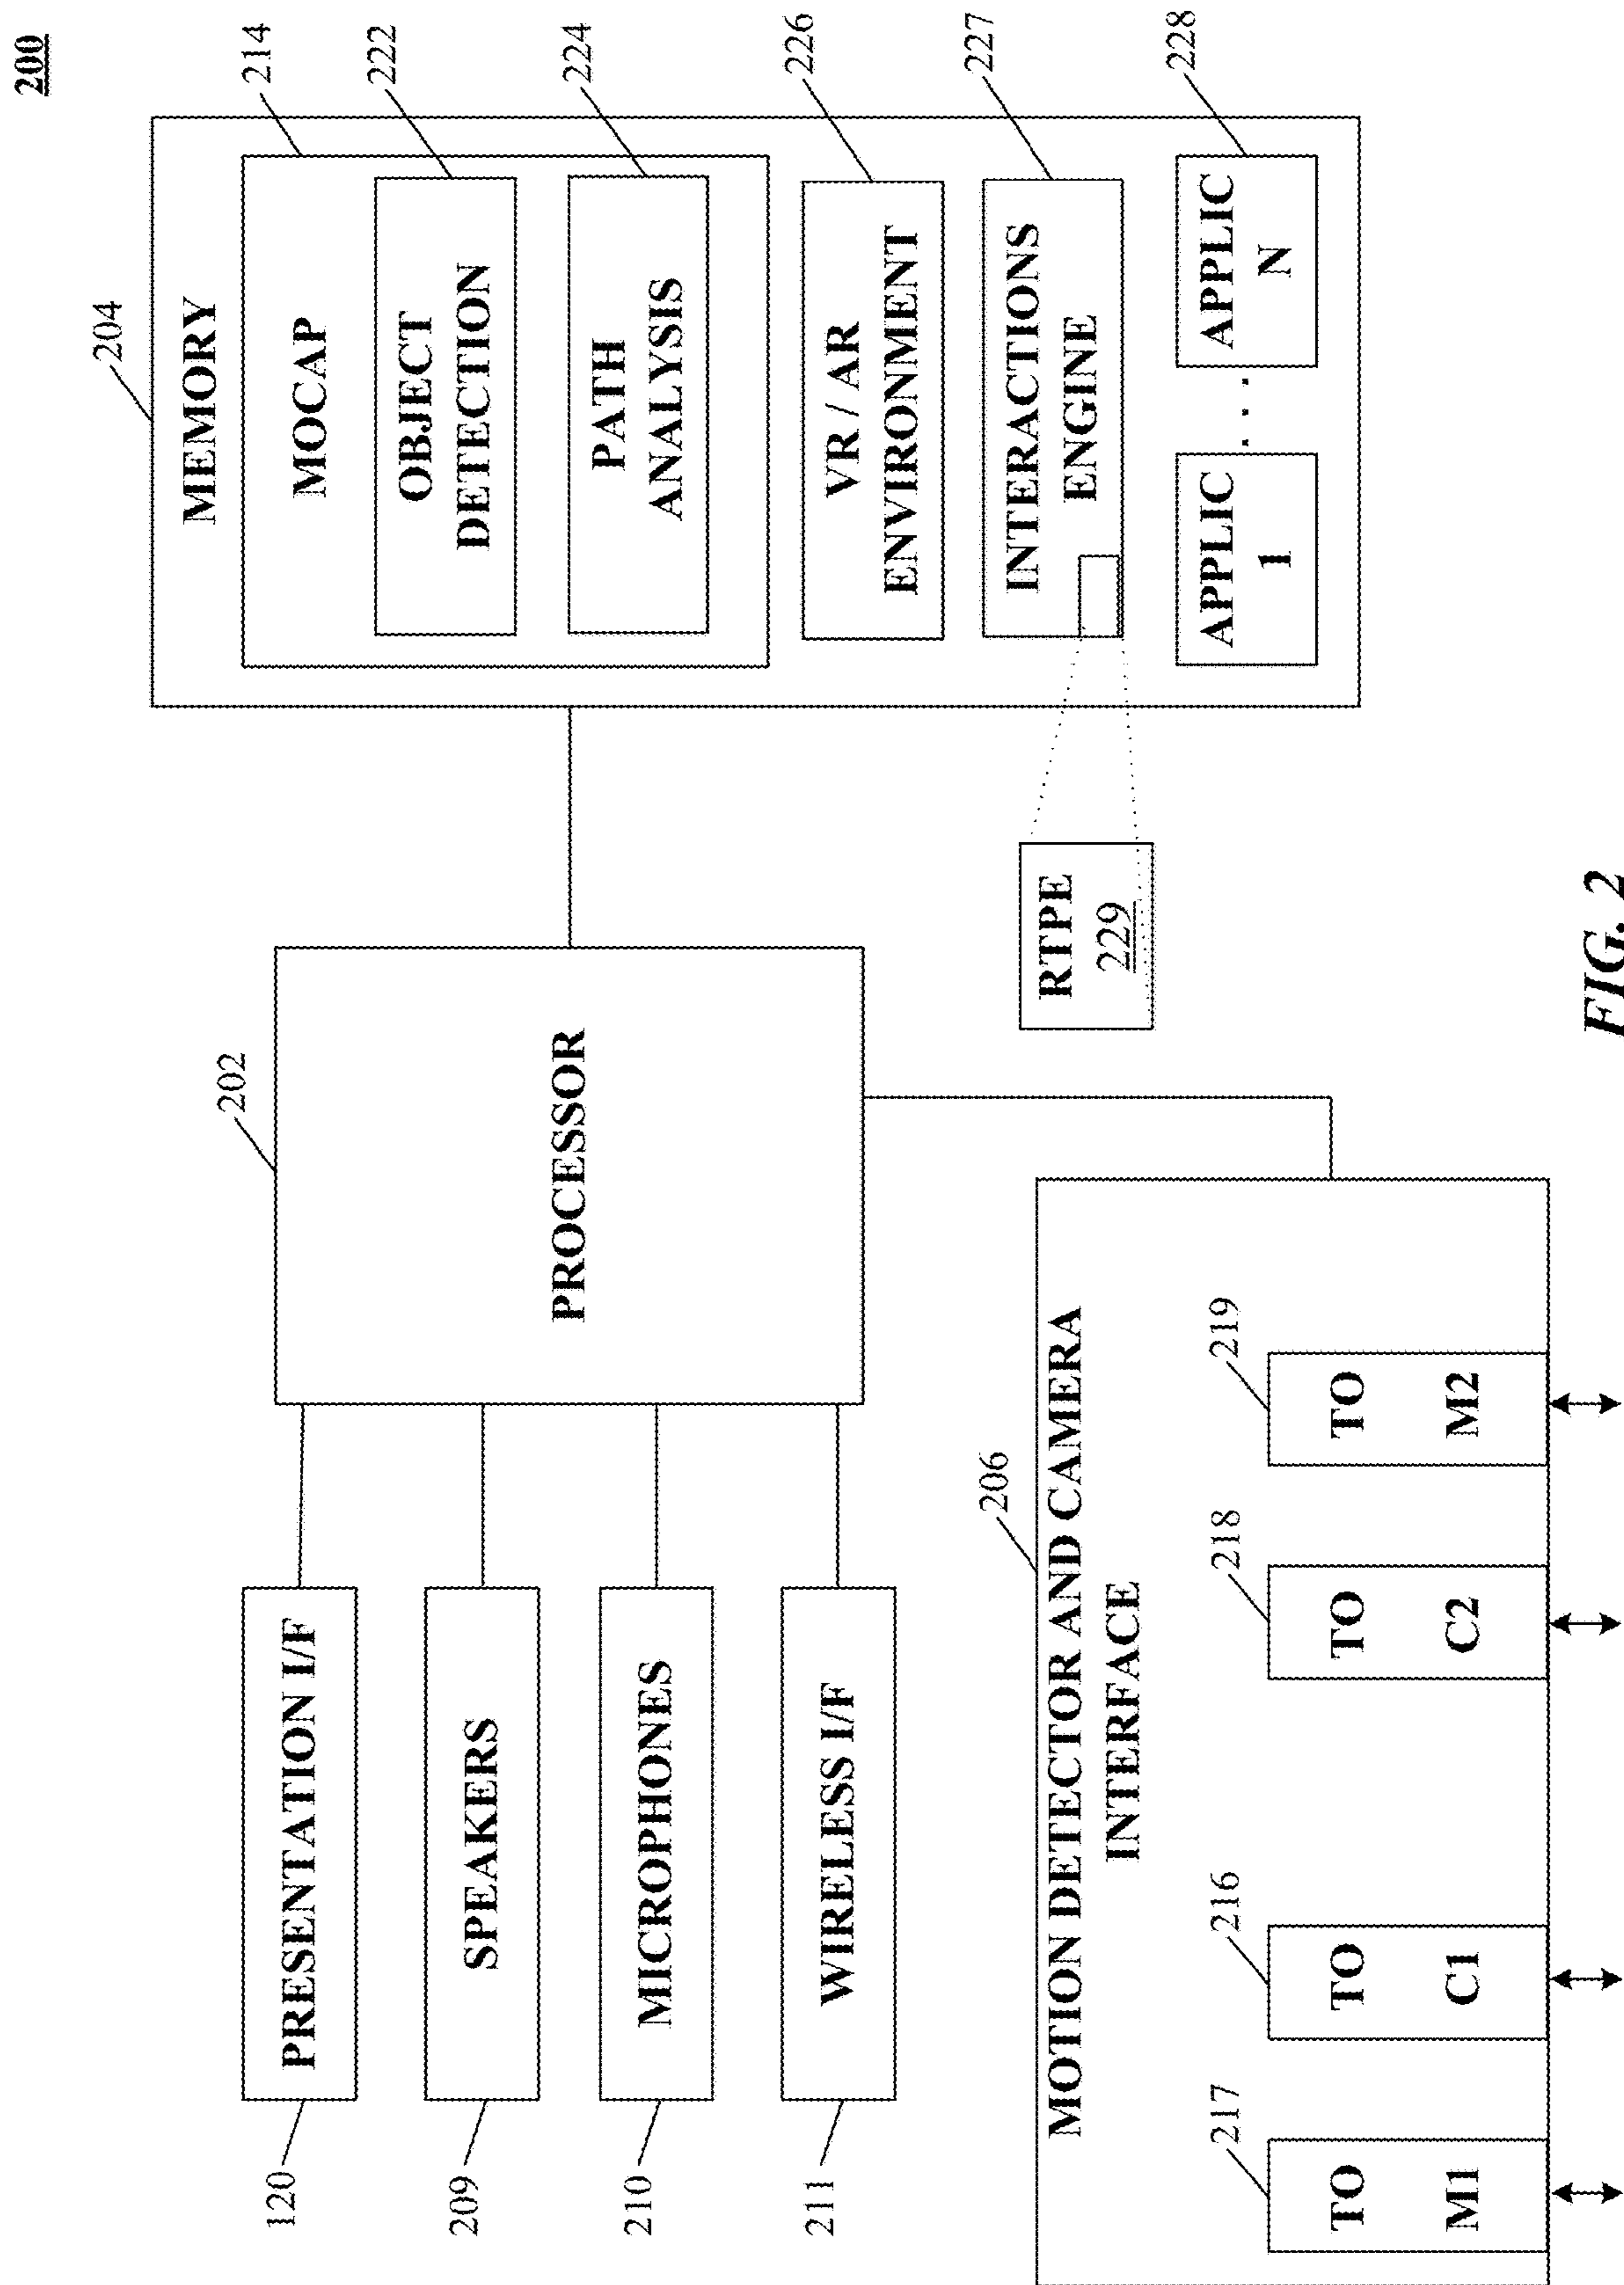 200
204
MEMORY
214
MOCAP
222
OBJECT
DETECTION
224
PATH
ANALYSIS
226
VR / AR
ENVIRONMENT
227
INTERACTIONS
ENGINE
228
APPLIC
1
. . .
APPLIC
N
RTPE
229
202
PROCESSOR
120
PRESENTATION I/F
209
SPEAKERS
210
MICROPHONES
211
WIRELESS I/F
206
MOTION DETECTOR AND CAMERA
INTERFACE
217
TO
M1
216
TO
C1
218
TO
C2
219
TO
M2
FIG. 2